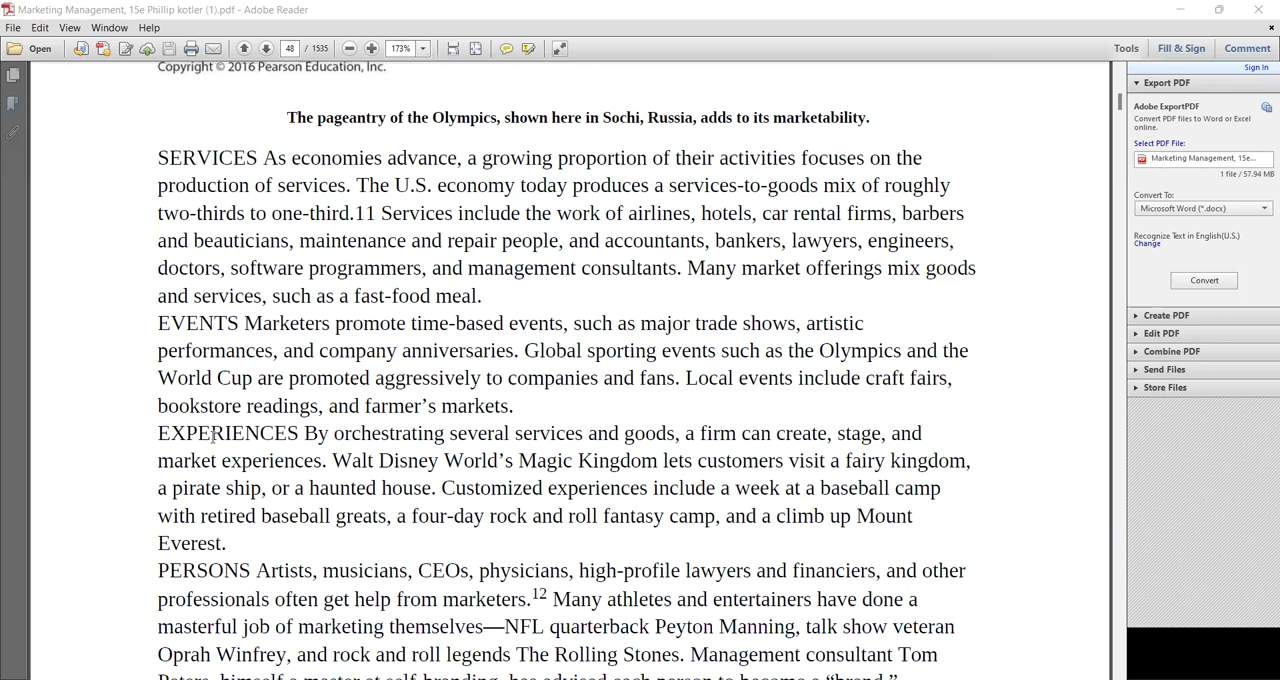 Marketing Management, 15e Phillip kotler (1).pdf - Adobe Reader
File Edit View Window Help
Open 48 / 1535 173% Tools Fill & Sign Comment
Sign In
Copyright © 2016 Pearson Education, Inc.
The pageantry of the Olympics, shown here in Sochi, Russia, adds to its marketability.
SERVICES As economies advance, a growing proportion of their activities focuses on the
production of services. The U.S. economy today produces a services-to-goods mix of roughly
two-thirds to one-third.11 Services include the work of airlines, hotels, car rental firms, barbers
and beauticians, maintenance and repair people, and accountants, bankers, lawyers, engineers,
doctors, software programmers, and management consultants. Many market offerings mix goods
and services, such as a fast-food meal.
EVENTS Marketers promote time-based events, such as major trade shows, artistic
performances, and company anniversaries. Global sporting events such as the Olympics and the
World Cup are promoted aggressively to companies and fans. Local events include craft fairs,
bookstore readings, and farmer’s markets.
EXPERIENCES By orchestrating several services and goods, a firm can create, stage, and
market experiences. Walt Disney World’s Magic Kingdom lets customers visit a fairy kingdom,
a pirate ship, or a haunted house. Customized experiences include a week at a baseball camp
with retired baseball greats, a four-day rock and roll fantasy camp, and a climb up Mount
Everest.
PERSONS Artists, musicians, CEOs, physicians, high-profile lawyers and financiers, and other
professionals often get help from marketers.12 Many athletes and entertainers have done a
masterful job of marketing themselves—NFL quarterback Peyton Manning, talk show veteran
Oprah Winfrey, and rock and roll legends The Rolling Stones. Management consultant Tom
Peters, himself a master at self-branding, has advised each person to become a “brand.”
Export PDF
Adobe ExportPDF
Convert PDF files to Word or Excel
online.
Select PDF File:
Marketing Management, 15e...
1 file / 57.94 MB
Convert To:
Microsoft Word (*.docx)
Recognize Text in English(U.S.)
Change
Convert
Create PDF
Edit PDF
Combine PDF
Send Files
Store Files